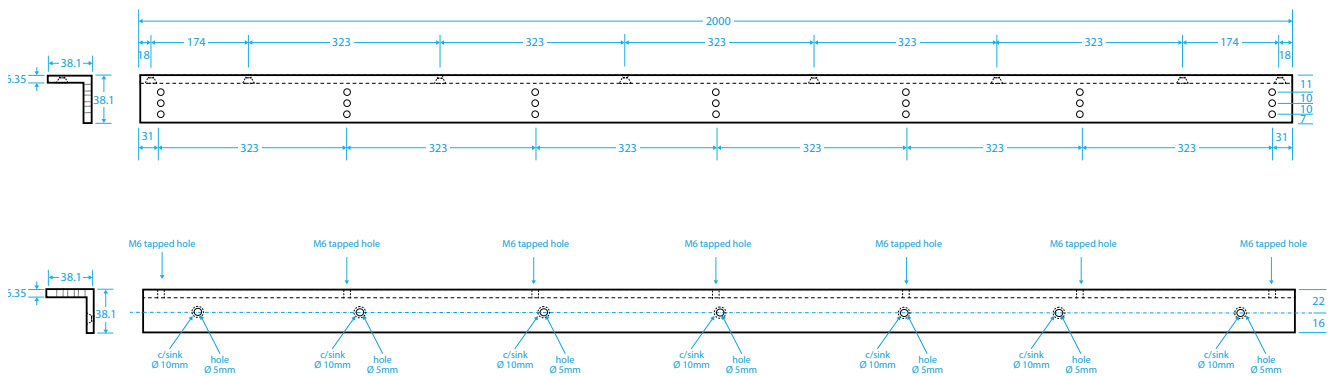 2000
174 323 323 323 323 323 174
18 18
38.1
38.1
11
10
10
7
31 31
323 323 323 323 323 323
M6 tapped hole M6 tapped hole M6 tapped hole M6 tapped hole M6 tapped hole M6 tapped hole M6 tapped hole
38.1
38.1
22
16
c/sink
Ø 10mm
hole
Ø 5mm
c/sink
Ø 10mm
hole
Ø 5mm
c/sink
Ø 10mm
hole
Ø 5mm
c/sink
Ø 10mm
hole
Ø 5mm
c/sink
Ø 10mm
hole
Ø 5mm
c/sink
Ø 10mm
hole
Ø 5mm
c/sink
Ø 10mm
hole
Ø 5mm